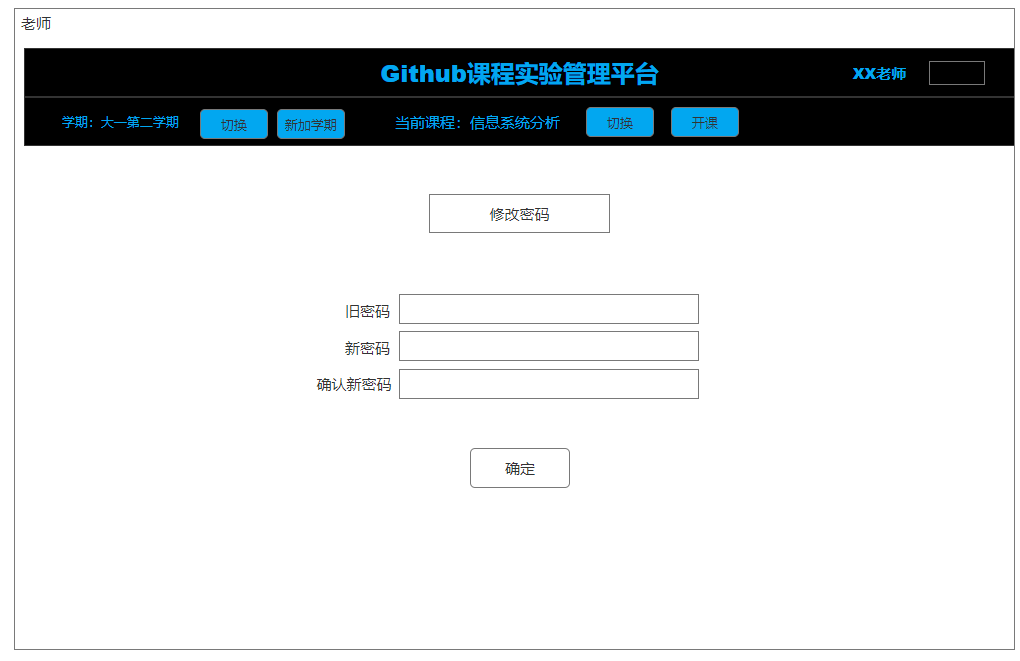 老师
Github课程实验管理平台 XX老师
学期：大一第二学期 切换 新加学期 当前课程：信息系统分析 切换 开课
修改密码
旧密码
新密码
确认新密码
确定